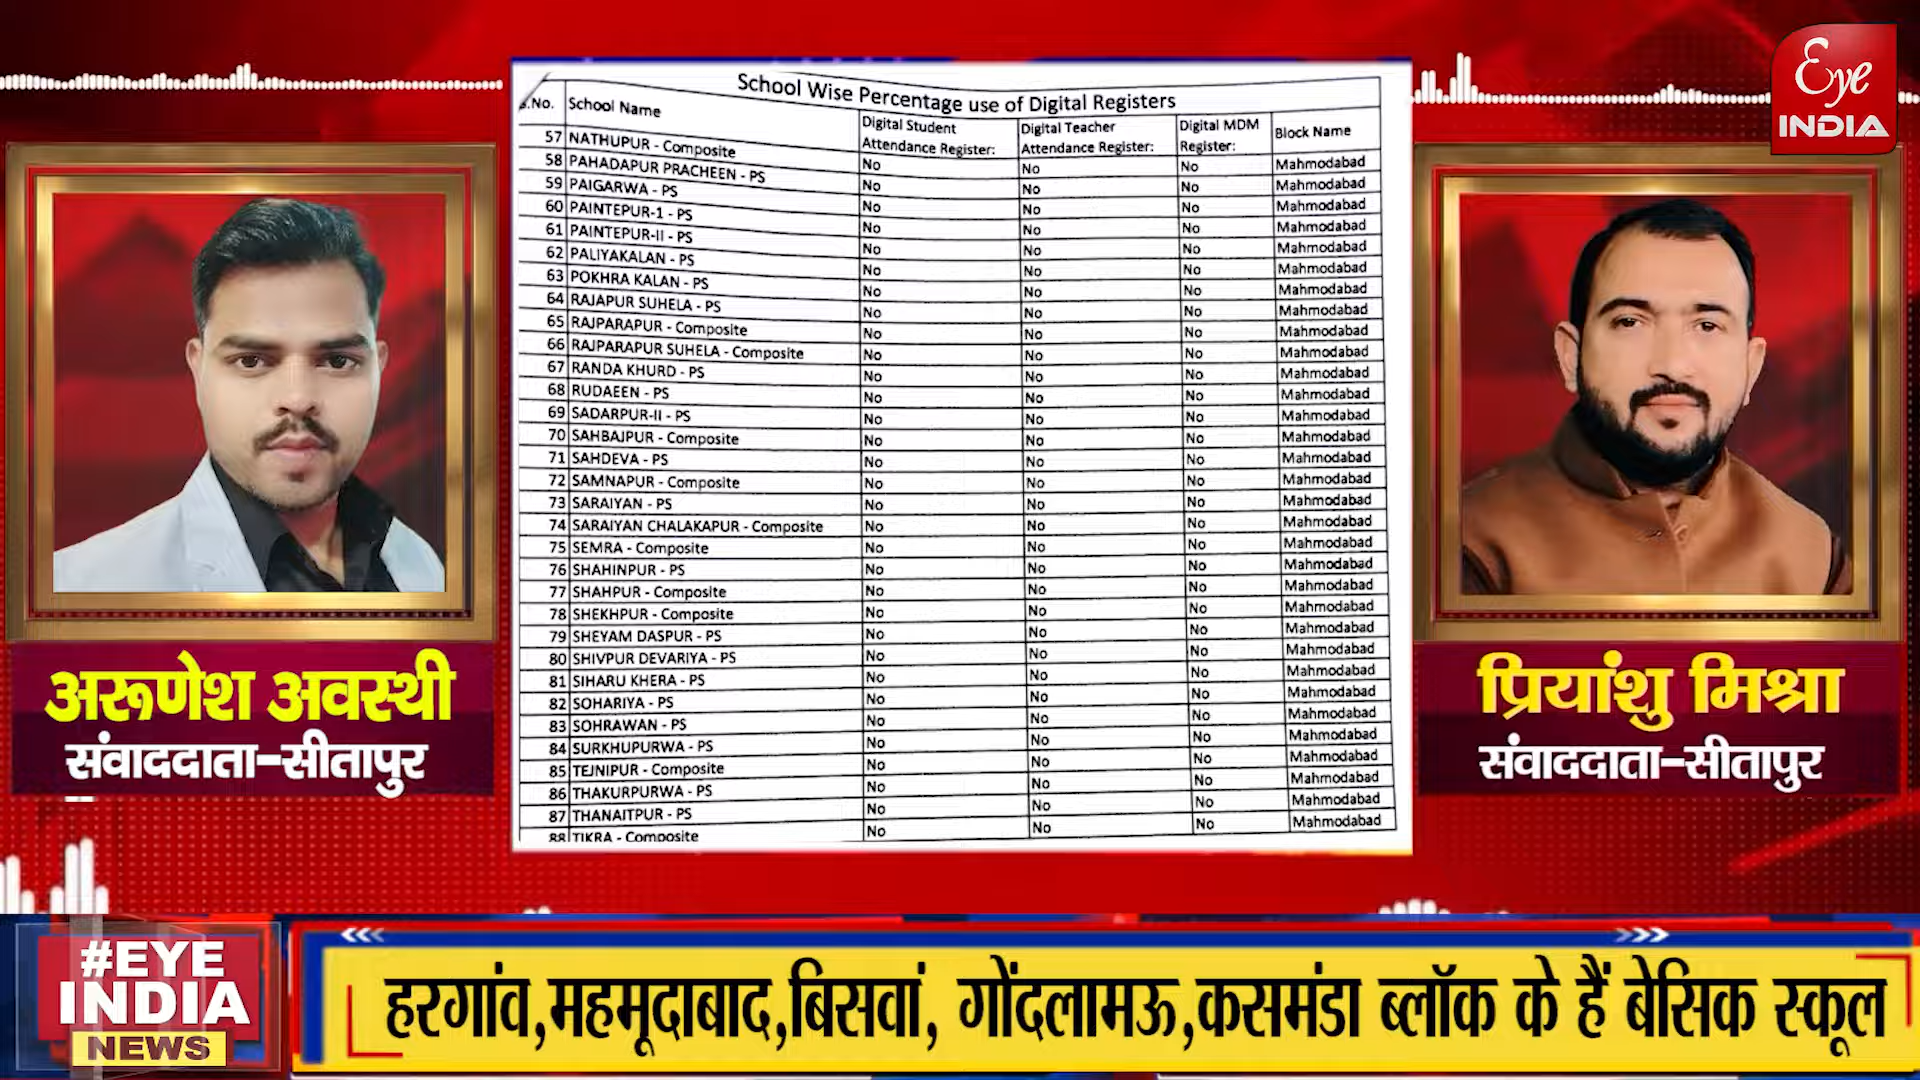 Eye
INDIA
School Wise Percentage use of Digital Registers
S.No. School Name Digital Student Attendance Register: Digital Teacher Attendance Register: Digital MDM Register: Block Name
57 NATHUPUR - Composite No No No Mahmodabad
58 PAHADAPUR PRACHEEN - PS No No No Mahmodabad
59 PAIGARWA - PS No No No Mahmodabad
60 PAINTEPUR-1 - PS No No No Mahmodabad
61 PAINTEPUR-II - PS No No No Mahmodabad
62 PALIYAKALAN - PS No No No Mahmodabad
63 POKHRA KALAN - PS No No No Mahmodabad
64 RAJAPUR SUHELA - PS No No No Mahmodabad
65 RAJPARAPUR - Composite No No No Mahmodabad
66 RAJPARAPUR SUHELA - Composite No No No Mahmodabad
67 RANDA KHURD - PS No No No Mahmodabad
68 RUDAEEN - PS No No No Mahmodabad
69 SADARPUR-II - PS No No No Mahmodabad
70 SAHBAJPUR - Composite No No No Mahmodabad
71 SAHDEVA - PS No No No Mahmodabad
72 SAMNAPUR - Composite No No No Mahmodabad
73 SARAIYAN - PS No No No Mahmodabad
74 SARAIYAN CHALAKAPUR - Composite No No No Mahmodabad
75 SEMRA - Composite No No No Mahmodabad
76 SHAHINPUR - PS No No No Mahmodabad
77 SHAHPUR - Composite No No No Mahmodabad
78 SHEKHPUR - Composite No No No Mahmodabad
79 SHEYAM DASPUR - PS No No No Mahmodabad
80 SHIVPUR DEVARIYA - PS No No No Mahmodabad
81 SIHARU KHERA - PS No No No Mahmodabad
82 SOHARIYA - PS No No No Mahmodabad
83 SOHRAWAN - PS No No No Mahmodabad
84 SURKHUPURWA - PS No No No Mahmodabad
85 TEJNIPUR - Composite No No No Mahmodabad
86 THAKURPURWA - PS No No No Mahmodabad
87 THANAITPUR - PS No No No Mahmodabad
88 TIKRA - Composite No No No Mahmodabad
अरूणेश अवस्थी
संवाददाता-सीतापुर
प्रियांशु मिश्रा
संवाददाता-सीतापुर
#EYE
INDIA
NEWS
हरगांव,महमूदाबाद,बिसवां, गोंदलामऊ,कसमंडा ब्लॉक के हैं बेसिक स्कूल